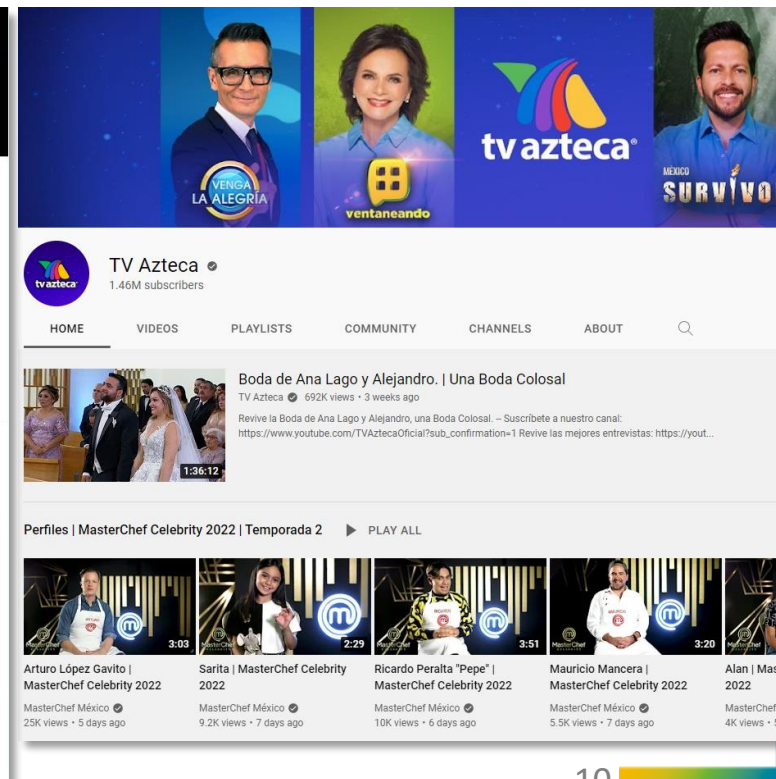 VENGA
LA ALEGRÍA
ventaneando
tv azteca
MÉXICO
SURVIVO
tv azteca
TV Azteca
1.46M subscribers
HOME VIDEOS PLAYLISTS COMMUNITY CHANNELS ABOUT
Boda de Ana Lago y Alejandro. | Una Boda Colosal
TV Azteca 692K views • 3 weeks ago
Revive la Boda de Ana Lago y Alejandro, una Boda Colosal. – Suscríbete a nuestro canal:
https://www.youtube.com/TVAztecaOficial?sub_confirmation=1 Revive las mejores entrevistas: https://yout...
1:36:12
Perfiles | MasterChef Celebrity 2022 | Temporada 2 PLAY ALL
3:03 2:29 3:51 3:20
Arturo López Gavito |
MasterChef Celebrity 2022
MasterChef México
25K views • 5 days ago
Sarita | MasterChef Celebrity
2022
MasterChef México
9.2K views • 7 days ago
Ricardo Peralta "Pepe" |
MasterChef Celebrity 2022
MasterChef México
10K views • 6 days ago
Mauricio Mancera |
MasterChef Celebrity 2022
MasterChef México
5.5K views • 7 days ago
Alan | Mas
2022
MasterChef
4K views •
10